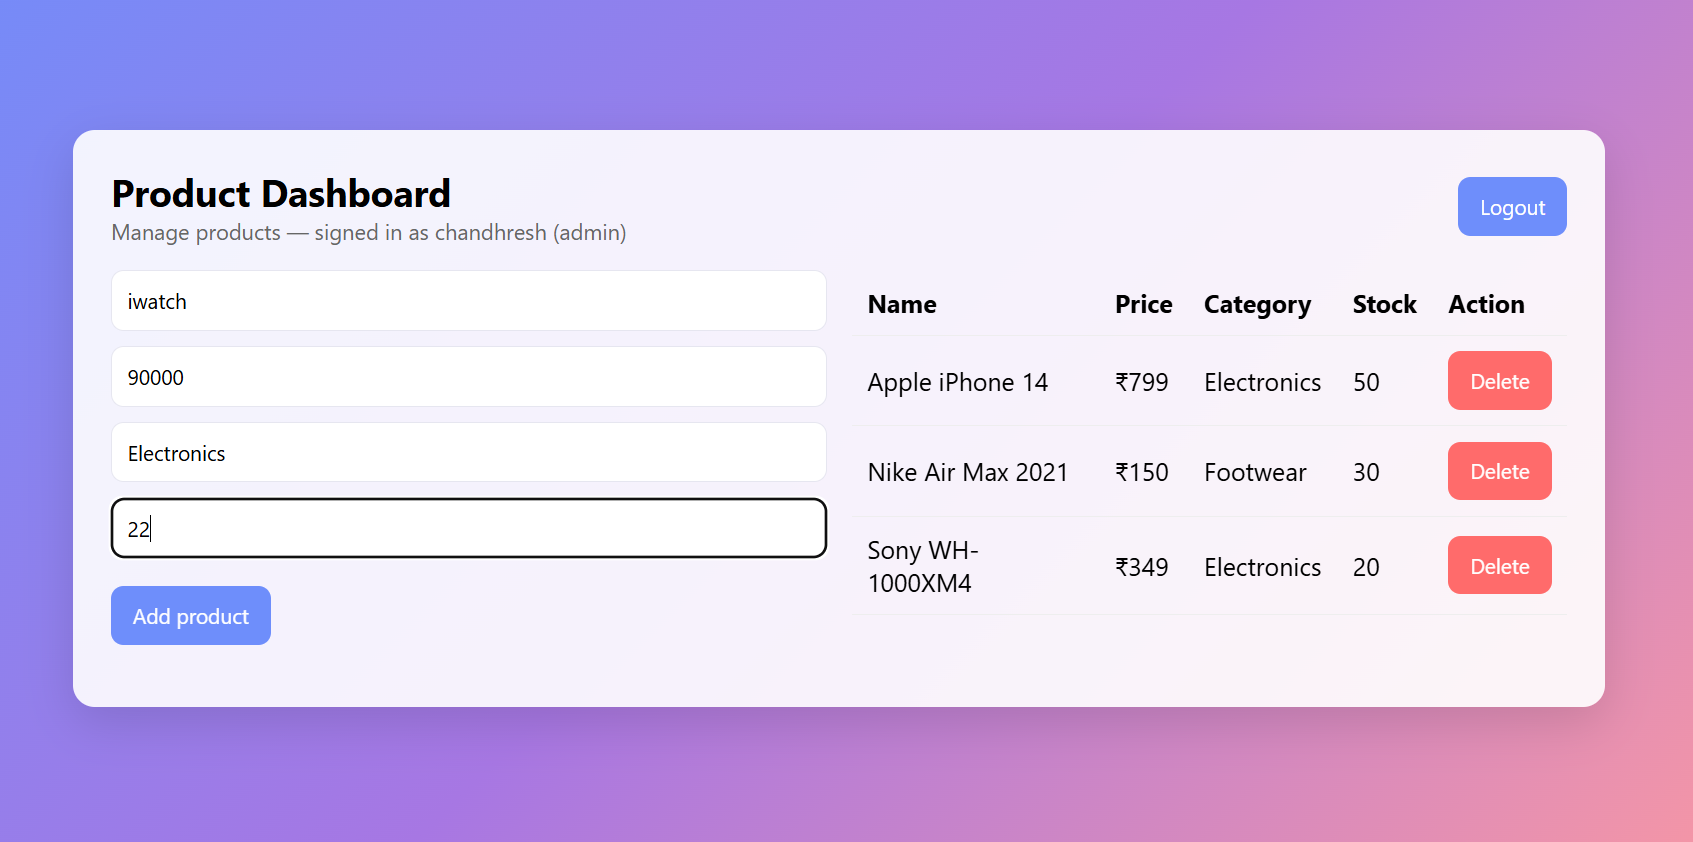 Product Dashboard
Manage products — signed in as chandhresh (admin)
Logout
iwatch
90000
Electronics
22
Add product
Name Price Category Stock Action
Apple iPhone 14 ₹799 Electronics 50 Delete
Nike Air Max 2021 ₹150 Footwear 30 Delete
Sony WH-
1000XM4 ₹349 Electronics 20 Delete